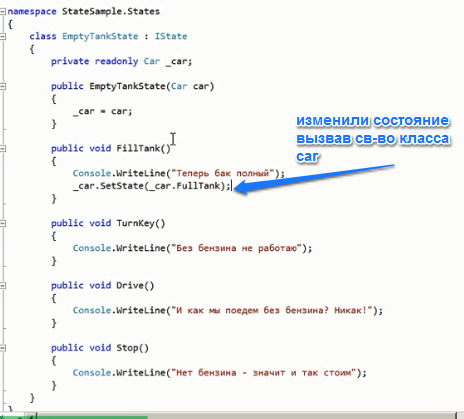 namespace StateSample.States
{
class EmptyTankState : IState
{
private readonly Car _car;
public EmptyTankState(Car car)
{
_car = car;
}
public void FillTank()
{
Console.WriteLine("Теперь бак полный");
_car.SetState(_car.FullTank);
}
изменили состояние
вызвав св-во класса
car
public void TurnKey()
{
Console.WriteLine("Без бензина не работаю");
}
public void Drive()
{
Console.WriteLine("И как мы поедем без бензина? Никак!");
}
public void Stop()
{
Console.WriteLine("Нет бензина - значит и так стоим");
}
}
}